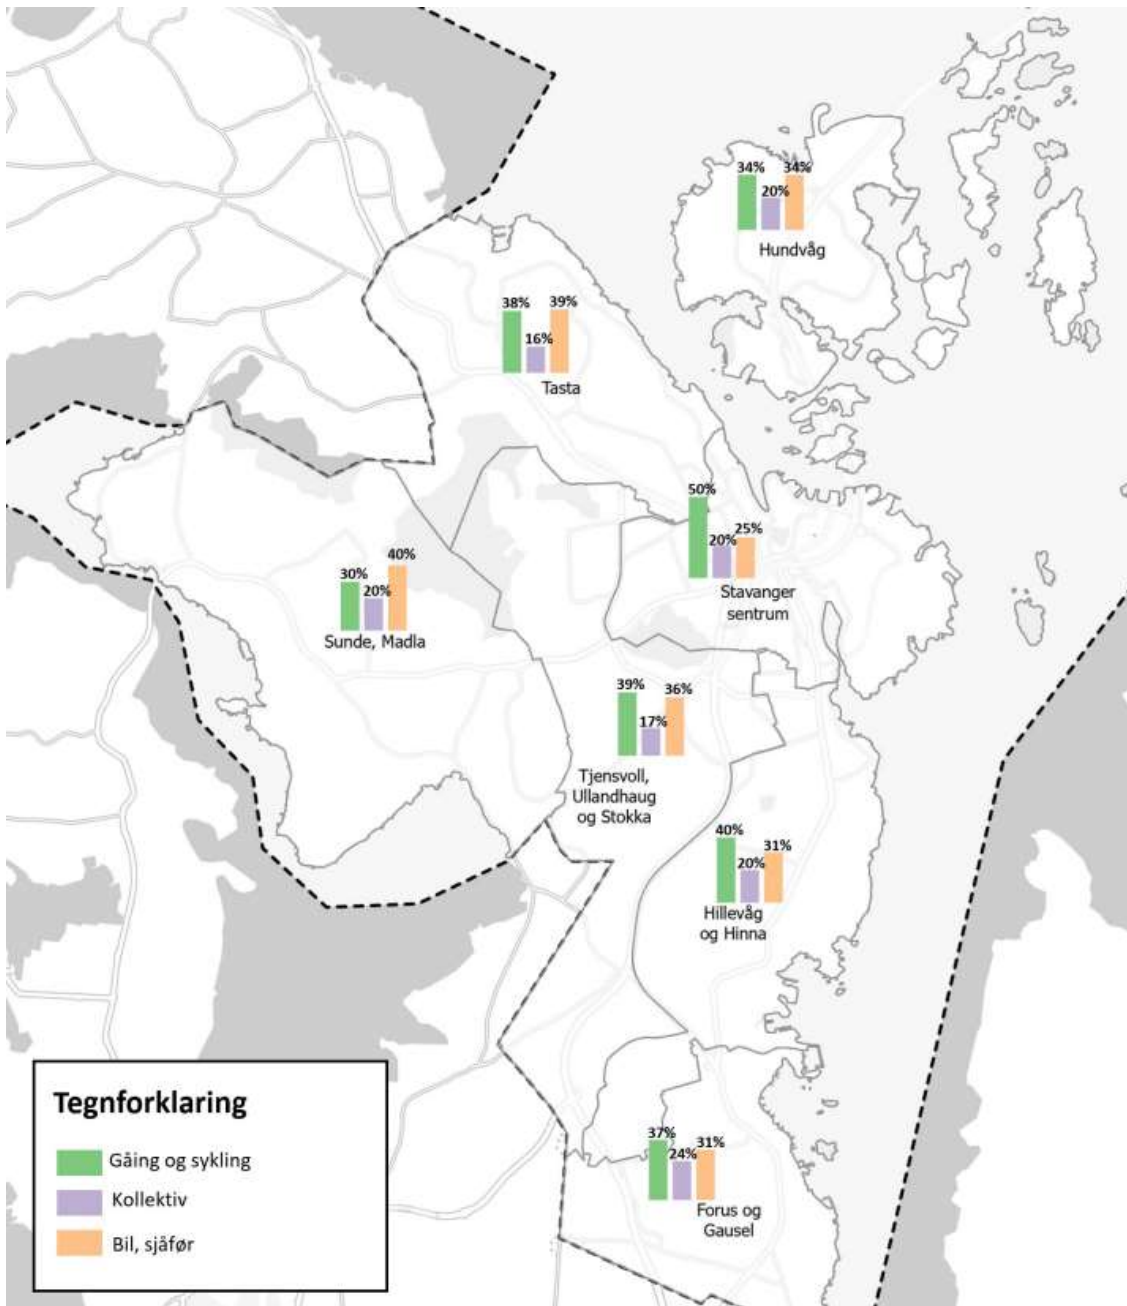 34%
34%
20%
Hundvåg
38%
39%
16%
Tasta
50%
25%
20%
Stavanger
sentrum
40%
30%
20%
Sunde, Madla
39%
36%
17%
Tjensvoll,
Ullandhaug
og Stokka
40%
31%
20%
Hillevåg
og Hinna
37%
31%
24%
Forus og
Gausel
Tegnforklaring
Gåing og sykling
Kollektiv
Bil, sjåfør